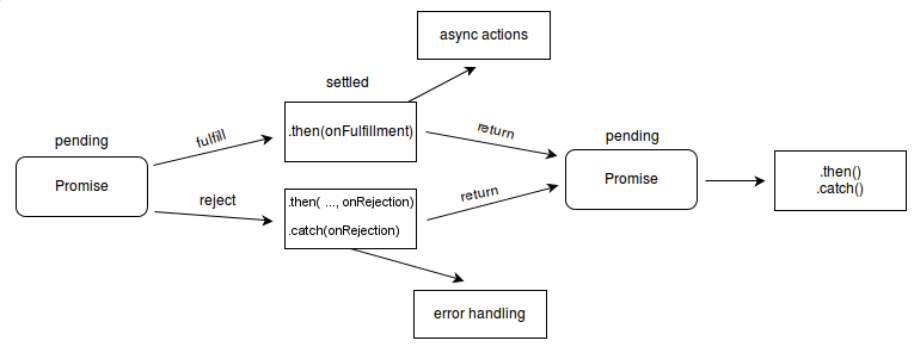 async actions
settled
pending
fulfill
.then(onFulfillment)
return
pending
Promise
Promise
.then()
.catch()
reject
.then( ..., onRejection)
.catch(onRejection)
return
error handling